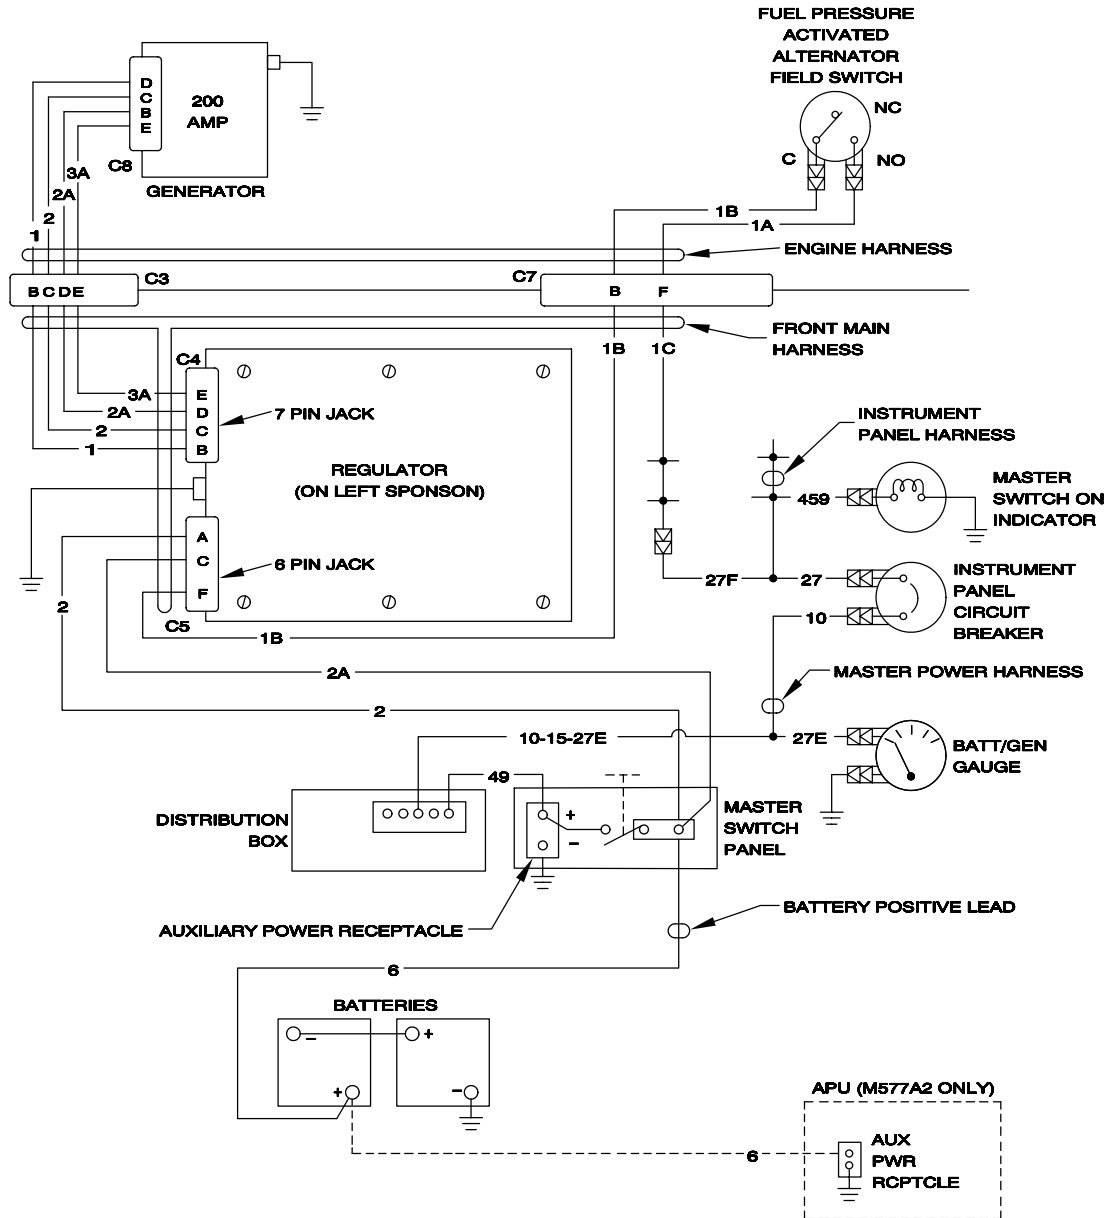 FUEL PRESSURE
ACTIVATED
ALTERNATOR
FIELD SWITCH
NC
C
NO
D
C
B
E
200
AMP
C8
GENERATOR
3A
2A
2
1
1B
1A
ENGINE HARNESS
C3
C7
B C D E
B
F
FRONT MAIN
HARNESS
1B
1C
C4
3A
2A
2
1
E
D
C
B
7 PIN JACK
REGULATOR
(ON LEFT SPONSON)
A
C
F
6 PIN JACK
C5
1B
2
INSTRUMENT
PANEL HARNESS
459
MASTER
SWITCH ON
INDICATOR
27F
27
INSTRUMENT
PANEL
CIRCUIT
BREAKER
10
2A
MASTER POWER HARNESS
2
10-15-27E
27E
BATT/GEN
GAUGE
49
DISTRIBUTION
BOX
+
-
MASTER
SWITCH
PANEL
AUXILIARY POWER RECEPTACLE
BATTERY POSITIVE LEAD
6
BATTERIES
-
+
+
-
APU (M577A2 ONLY)
6
AUX
PWR
RCPTCLE